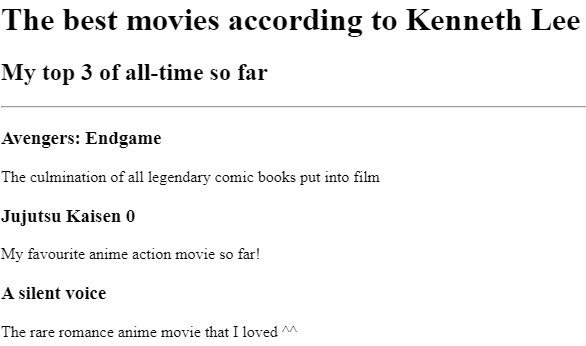 The best movies according to Kenneth Lee
My top 3 of all-time so far
Avengers: Endgame
The culmination of all legendary comic books put into film
Jujutsu Kaisen 0
My favourite anime action movie so far!
A silent voice
The rare romance anime movie that I loved ^^